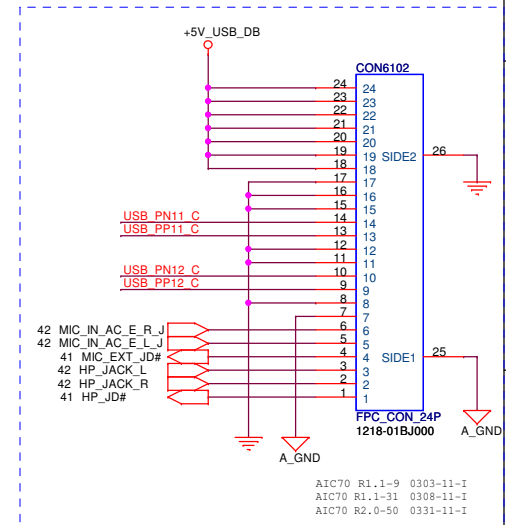 +5V_USB_DB
CON6102
24 24
23 23
22 22
21 21
20 20
19 19 SIDE2 26
18 18
17 17
16 16
15 15
USB_PN11_C 14 14
USB_PP11_C 13 13
12 12
11 11
USB_PN12_C 10 10
USB_PP12_C 9 9
8 8
7 7
42 MIC_IN_AC_E_R_J 6 6
42 MIC_IN_AC_E_L_J 5 5
41 MIC_EXT_JD# 4 4 SIDE1 25
42 HP_JACK_L 3 3
42 HP_JACK_R 2 2
41 HP_JD# 1 1
FPC_CON_24P
1218-01BJ000
A_GND
A_GND
AIC70 R1.1-9 0303-11-I
AIC70 R1.1-31 0308-11-I
AIC70 R2.0-50 0331-11-I